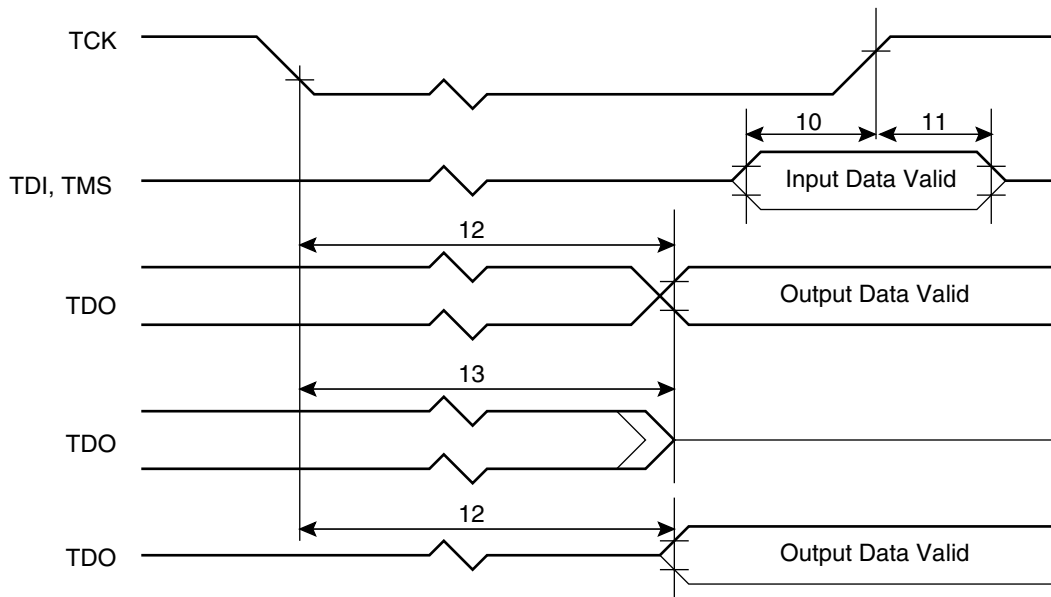 TCK
10
11
TDI, TMS
Input Data Valid
12
TDO
Output Data Valid
13
TDO
12
TDO
Output Data Valid